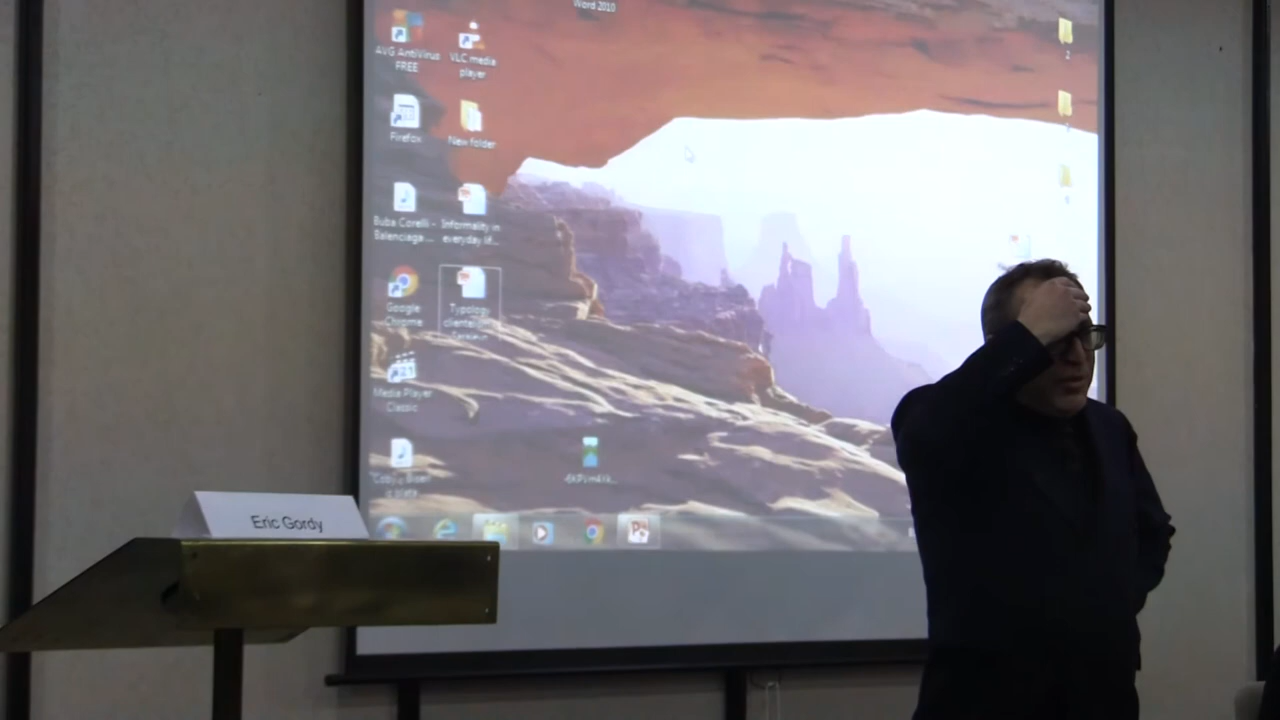 Word 2010
AVG AntiVirus
FREE
VLC media
player
Firefox
New folder
Buba Corelli -
Balenciaga ...
Informality in
everyday lif...
Google
Chrome
Typology
Media Player
Classic
Eric Gordy